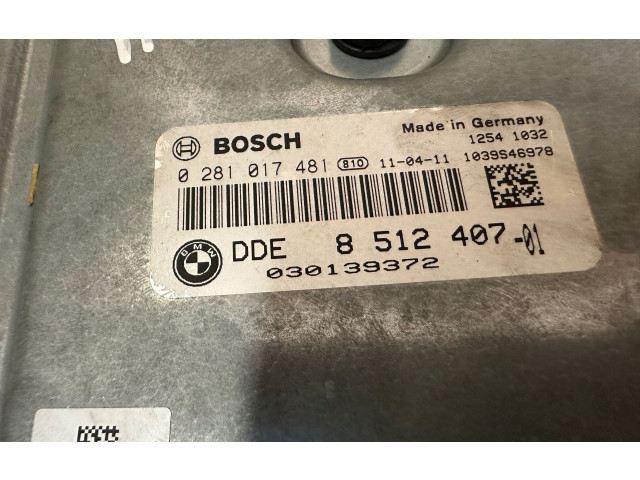 BOSCH
Made in Germany
1254 1032
0 281 017 481 810 11-04-11 1039S46978
BMW
DDE 8 512 407-01
030139372